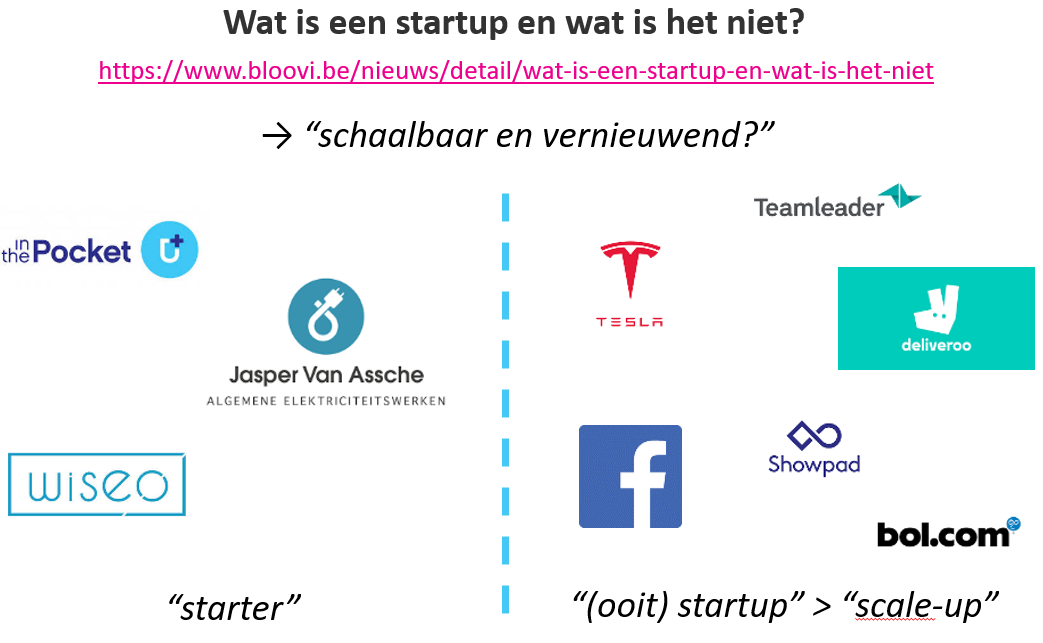 Wat is een startup en wat is het niet?
https://www.bloovi.be/nieuws/detail/wat-is-een-startup-en-wat-is-het-niet
→ “schaalbaar en vernieuwend?”
in
the Pocket
Jasper Van Assche
ALGEMENE ELEKTRICITEITSWERKEN
wiseo
“starter”
Teamleader
TESLA
deliveroo
f
Showpad
bol.com
“(ooit) startup” > “scale-up”